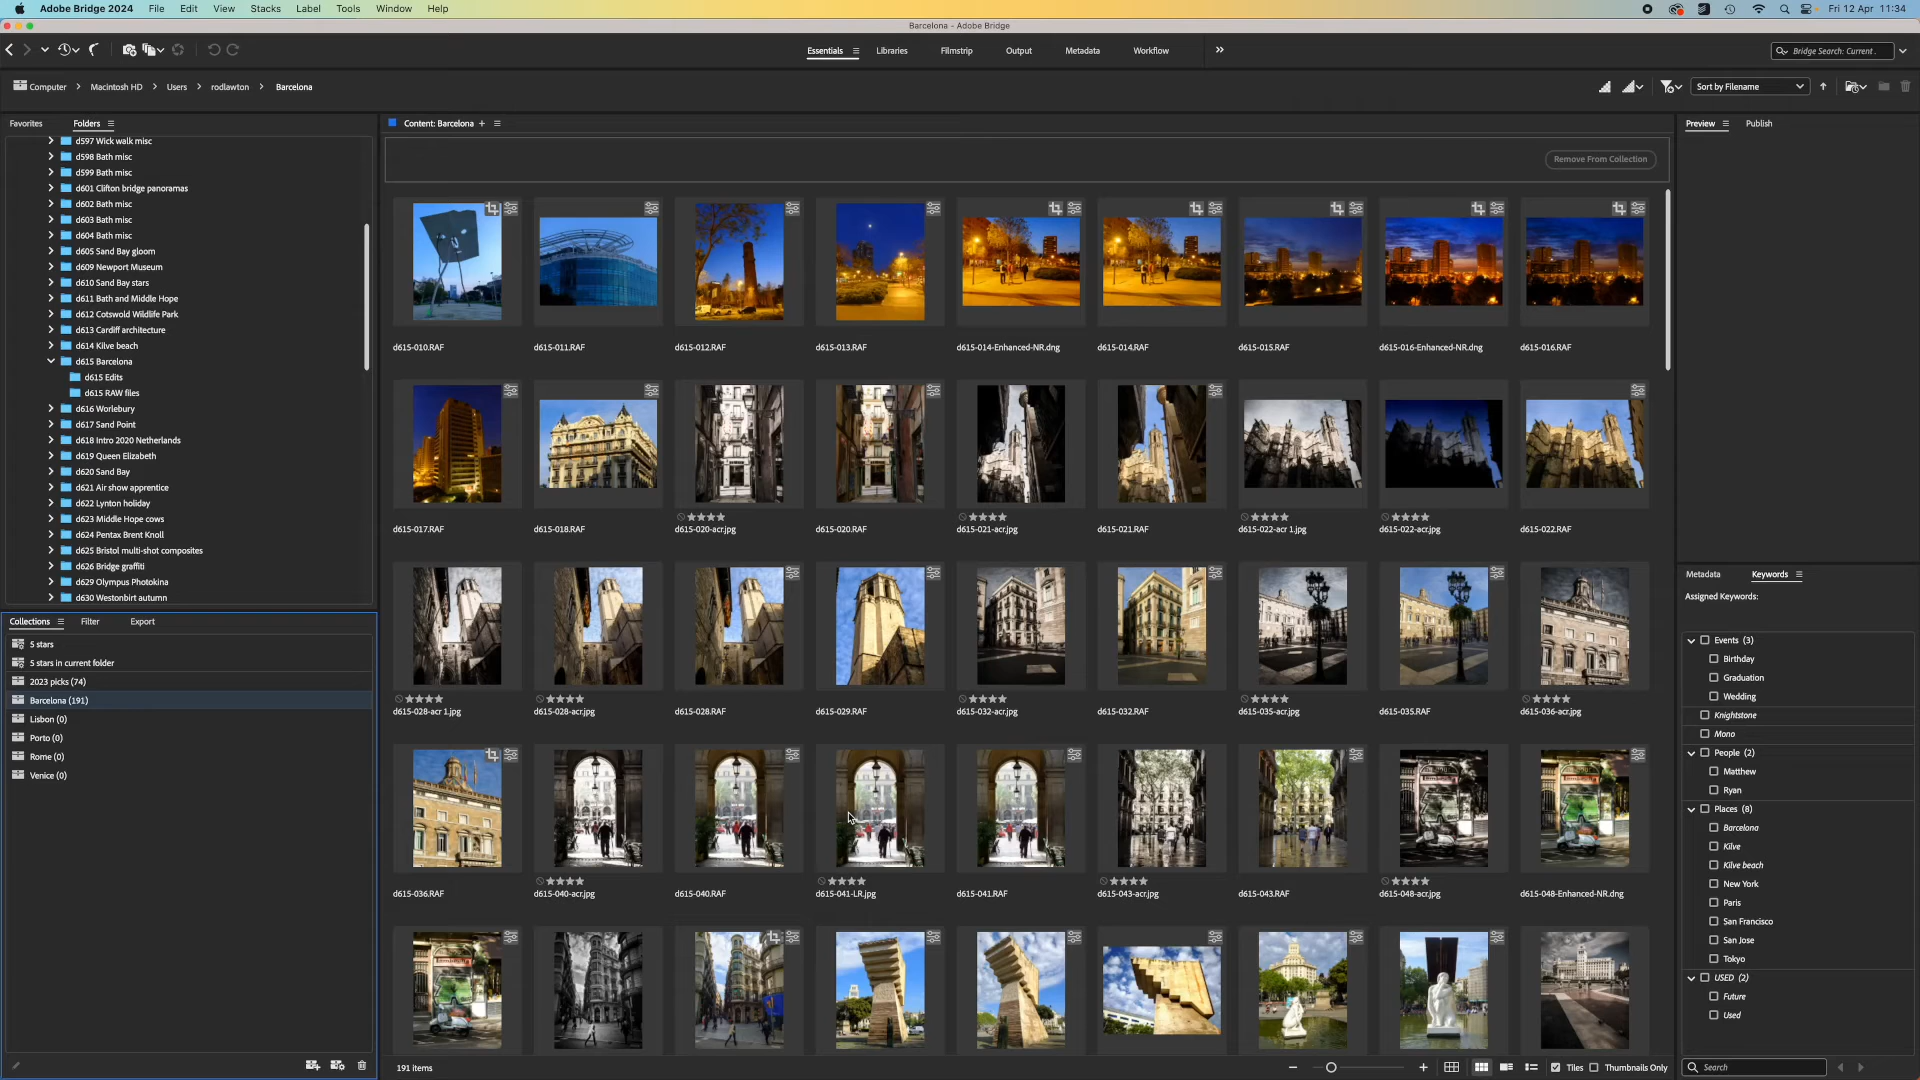 Adobe Bridge 2024 File Edit View Stacks Label Tools Window Help Fri 12 Apr 11:34
Barcelona - Adobe Bridge
Essentials Libraries Filmstrip Output Metadata Workflow Bridge Search: Current .
Computer Macintosh HD Users rodlawton Barcelona Sort by Filename
Favorites Folders
d597 Wick walk misc
d598 Bath misc
d599 Bath misc
d601 Clifton bridge panoramas
d602 Bath misc
d603 Bath misc
d604 Bath misc
d605 Sand Bay gloom
d609 Newport Museum
d610 Sand Bay stars
d611 Bath and Middle Hope
d612 Cotswold Wildlife Park
d613 Cardiff architecture
d614 Kilve beach
d615 Barcelona
d615 Edits
d615 RAW files
d616 Worlebury
d617 Sand Point
d618 Intro 2020 Netherlands
d619 Queen Elizabeth
d620 Sand Bay
d621 Air show apprentice
d622 Lynton holiday
d623 Middle Hope cows
d624 Pentax Brent Knoll
d625 Bristol multi-shot composites
d626 Bridge graffiti
d629 Olympus Photokina
d630 Westonbirt autumn
Collections Filter Export
5 stars
5 stars in current folder
2023 picks (74)
Barcelona (191)
Lisbon (0)
Porto (0)
Rome (0)
Venice (0)
Content: Barcelona
Remove From Collection
d615-010.RAF d615-011.RAF d615-012.RAF d615-013.RAF d615-014-Enhanced-NR.dng d615-014.RAF d615-015.RAF d615-016-Enhanced-NR.dng d615-016.RAF
d615-017.RAF d615-018.RAF d615-020-acr.jpg d615-020.RAF d615-021-acr.jpg d615-021.RAF d615-022-acr 1.jpg d615-022-acr.jpg d615-022.RAF
d615-028-acr 1.jpg d615-028-acr.jpg d615-028.RAF d615-029.RAF d615-032-acr.jpg d615-032.RAF d615-035-acr.jpg d615-035.RAF d615-036-acr.jpg
d615-036.RAF d615-040-acr.jpg d615-040.RAF d615-041-LR.jpg d615-041.RAF d615-043-acr.jpg d615-043.RAF d615-048-acr.jpg d615-048-Enhanced-NR.dng
191 items Tiles Thumbnails Only
Preview Publish
Metadata Keywords
Assigned Keywords:
Events (3)
Birthday
Graduation
Wedding
Knightstone
Mono
People (2)
Matthew
Ryan
Places (8)
Barcelona
Kilve
Kilve beach
New York
Paris
San Francisco
San Jose
Tokyo
USED (2)
Future
Used
Search